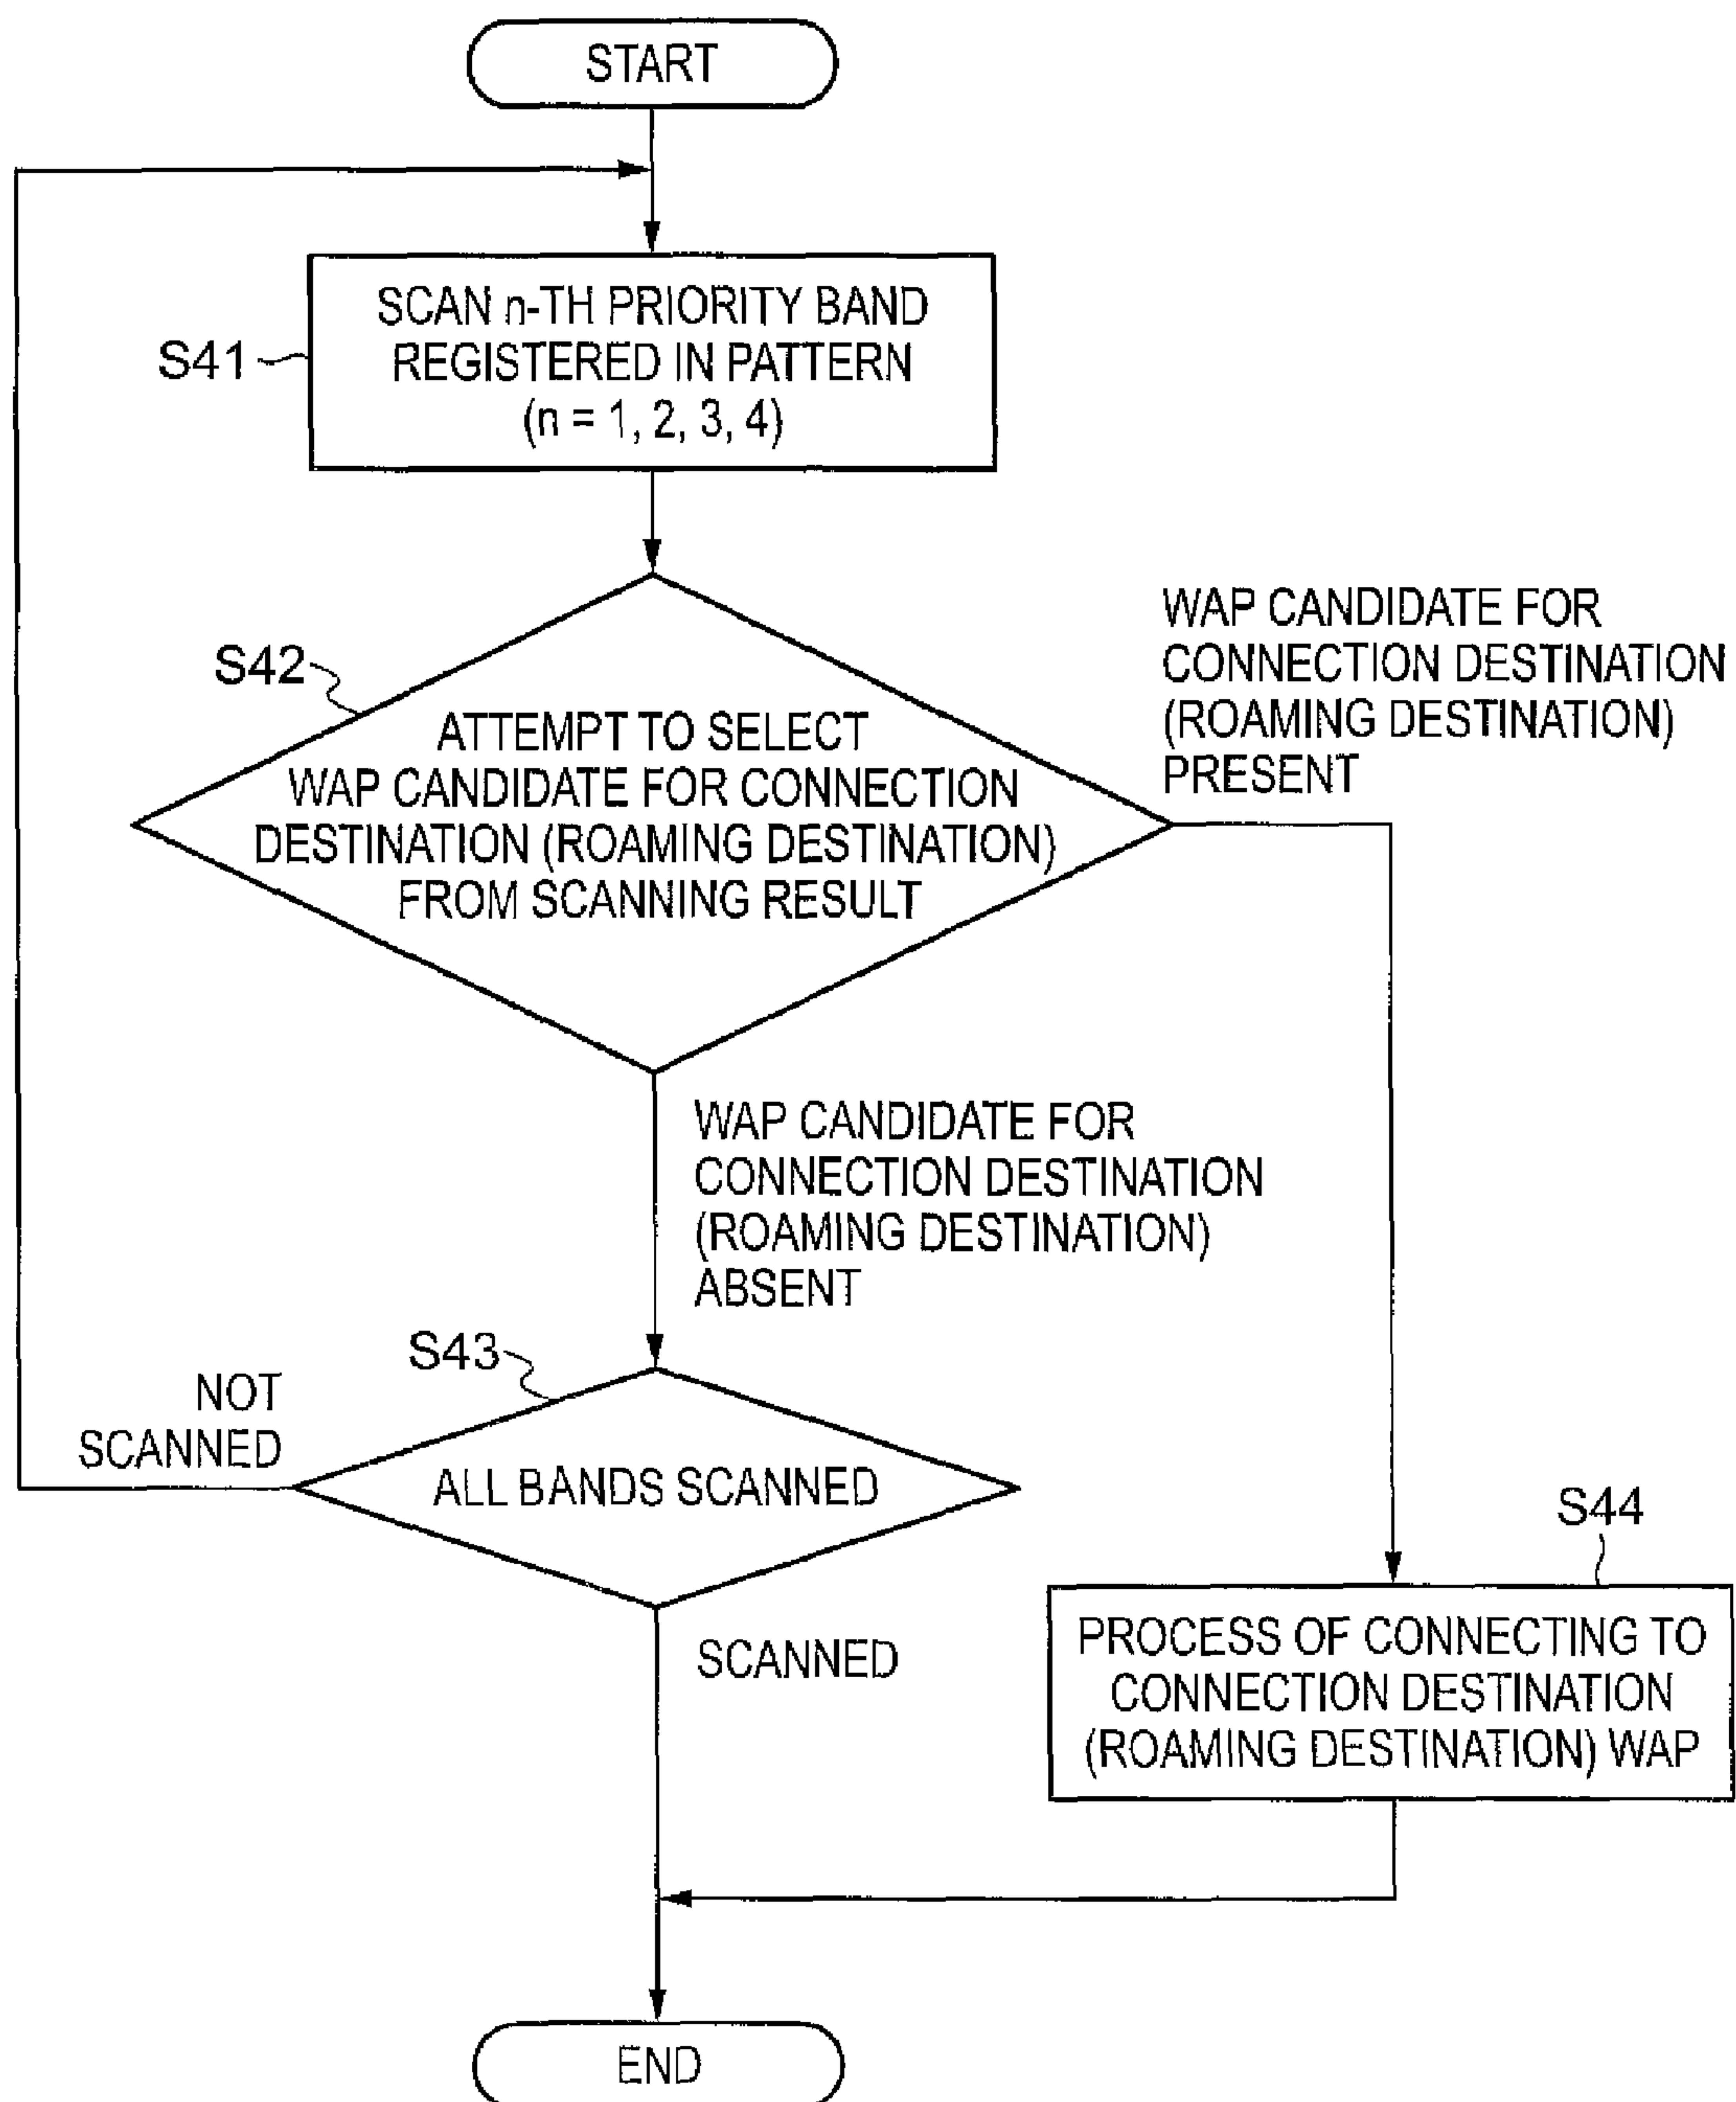 START
S41
SCAN n-TH PRIORITY BAND
REGISTERED IN PATTERN
(n = 1, 2, 3, 4)
S42
ATTEMPT TO SELECT
WAP CANDIDATE FOR CONNECTION
DESTINATION (ROAMING DESTINATION)
FROM SCANNING RESULT
WAP CANDIDATE FOR
CONNECTION DESTINATION
(ROAMING DESTINATION)
PRESENT
WAP CANDIDATE FOR
CONNECTION DESTINATION
(ROAMING DESTINATION)
ABSENT
S43
NOT
SCANNED
ALL BANDS SCANNED
SCANNED
S44
PROCESS OF CONNECTING TO
CONNECTION DESTINATION
(ROAMING DESTINATION) WAP
END